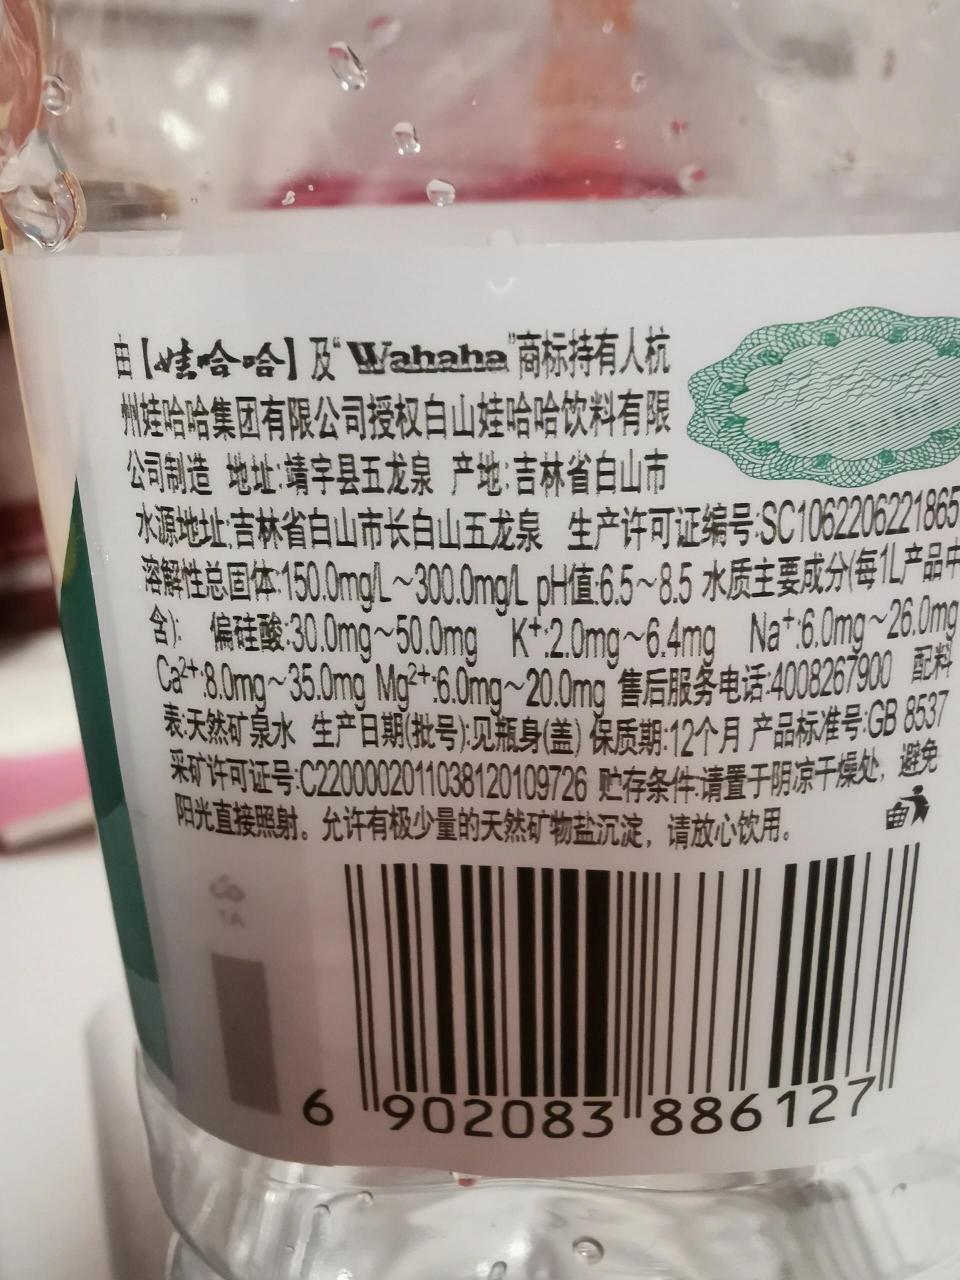 由【娃哈哈】及“Wahaha”商标持有人杭
州娃哈哈集团有限公司授权白山娃哈哈饮料有限
公司制造 地址:靖宇县五龙泉 产地:吉林省白山市
水源地址:吉林省白山市长白山五龙泉 生产许可证编号:SC1062206221865
溶解性总固体:150.0mg/L～300.0mg/L pH值:6.5～8.5 水质主要成分(每1L产品中
含): 偏硅酸:30.0mg～50.0mg K⁺:2.0mg～6.4mg Na⁺:6.0mg～26.0mg
Ca²⁺:8.0mg～35.0mg Mg²⁺:6.0mg～20.0mg 售后服务电话:4008267900 配料
表:天然矿泉水 生产日期(批号):见瓶身(盖) 保质期:12个月 产品标准号:GB 8537
采矿许可证号:C2200002011038120109726 贮存条件:请置于阴凉干燥处，避免
阳光直接照射。允许有极少量的天然矿物盐沉淀，请放心饮用。
6 902083 886127